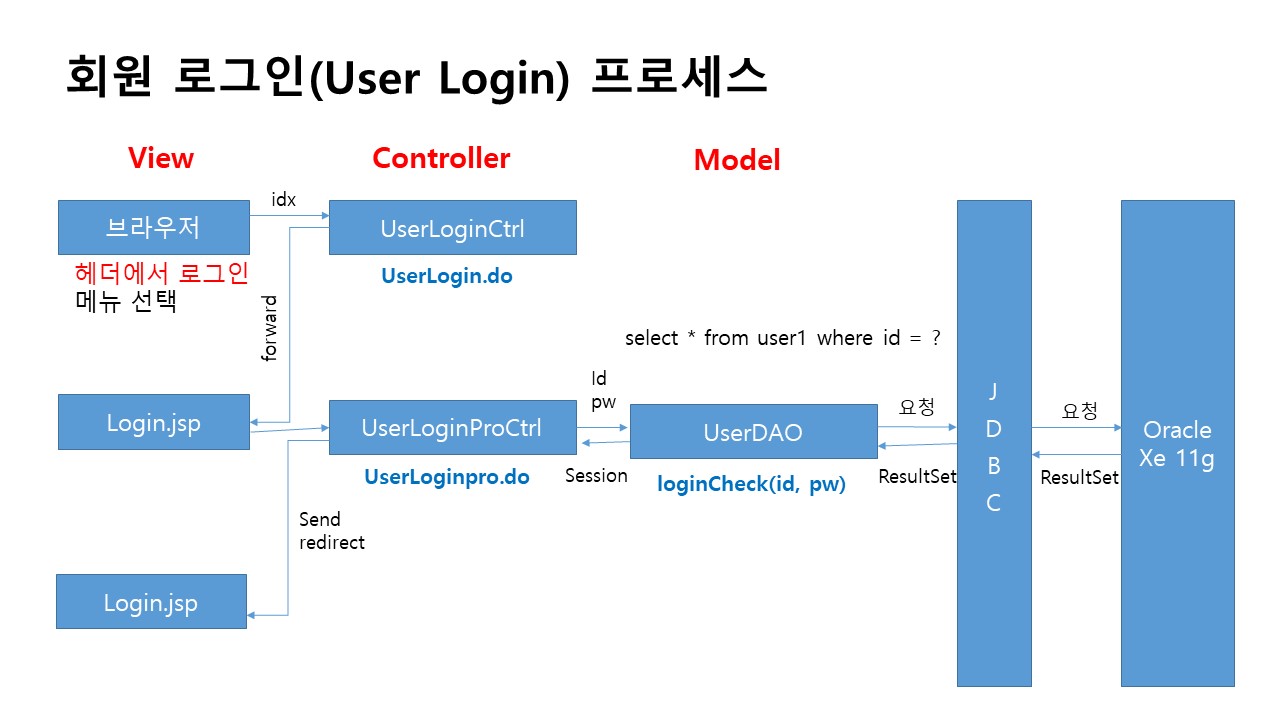 회원 로그인(User Login) 프로세스
View
Controller
Model
브라우저
idx
UserLoginCtrl
헤더에서 로그인
메뉴 선택
UserLogin.do
forward
select * from user1 where id = ?
Login.jsp
UserLoginProCtrl
Id
pw
UserDAO
요청
J
D
B
C
요청
Oracle
Xe 11g
UserLoginpro.do
Session
loginCheck(id, pw)
ResultSet
ResultSet
Send
redirect
Login.jsp